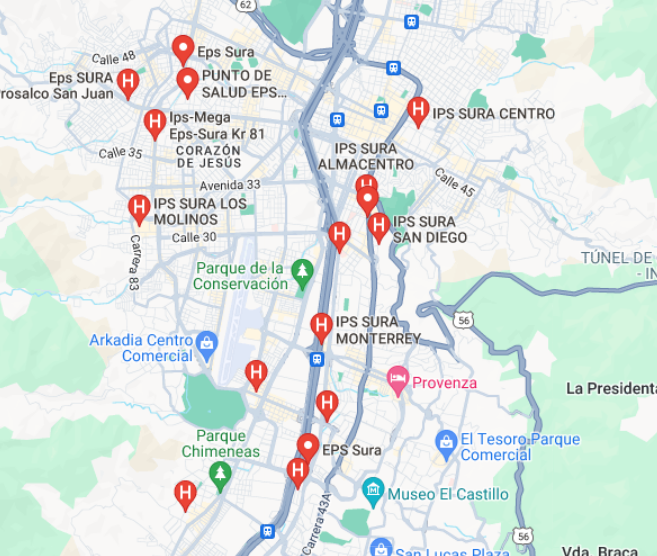 62
Calle 48
Eps Sura
Eps SURA
rosalco San Juan
PUNTO DE
SALUD EPS...
Ips-Mega
Eps-Sura Kr 81
IPS SURA CENTRO
CORAZÓN
DE JESÚS
Calle 35
IPS SURA
ALMACENTRO
Avenida 33
Calle 45
IPS SURA LOS
MOLINOS
IPS SURA
SAN DIEGO
Calle 30
Carrera 83
TÚNEL DE
- IN
Parque de la
Conservación
56
IPS SURA
MONTERREY
Arkadia Centro
Comercial
Provenza
La Presidenta
Parque
Chimeneas
EPS Sura
El Tesoro Parque
Comercial
Museo El Castillo
Carrera 43A
56
San Lucas Plaza
Vda. Braca